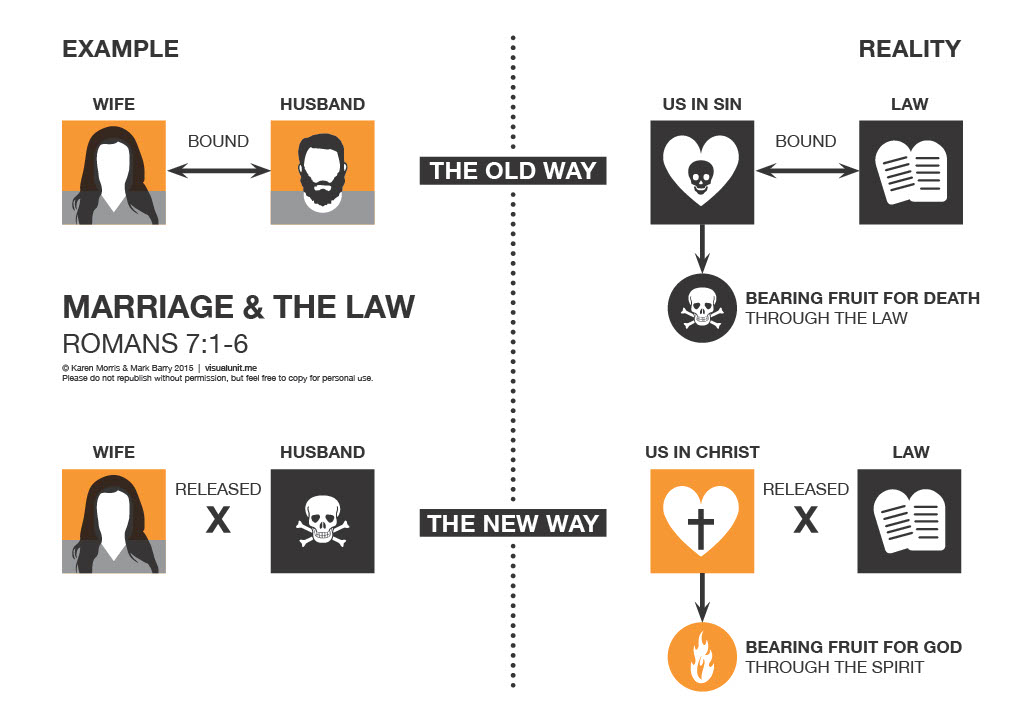 EXAMPLE
REALITY
WIFE
HUSBAND
US IN SIN
LAW
BOUND
BOUND
THE OLD WAY
BEARING FRUIT FOR DEATH
THROUGH THE LAW
MARRIAGE & THE LAW
ROMANS 7:1-6
© Karen Morris & Mark Barry 2015 | visualunit.me
Please do not republish without permission, but feel free to copy for personal use.
WIFE
HUSBAND
US IN CHRIST
LAW
RELEASED
X
RELEASED
X
THE NEW WAY
BEARING FRUIT FOR GOD
THROUGH THE SPIRIT